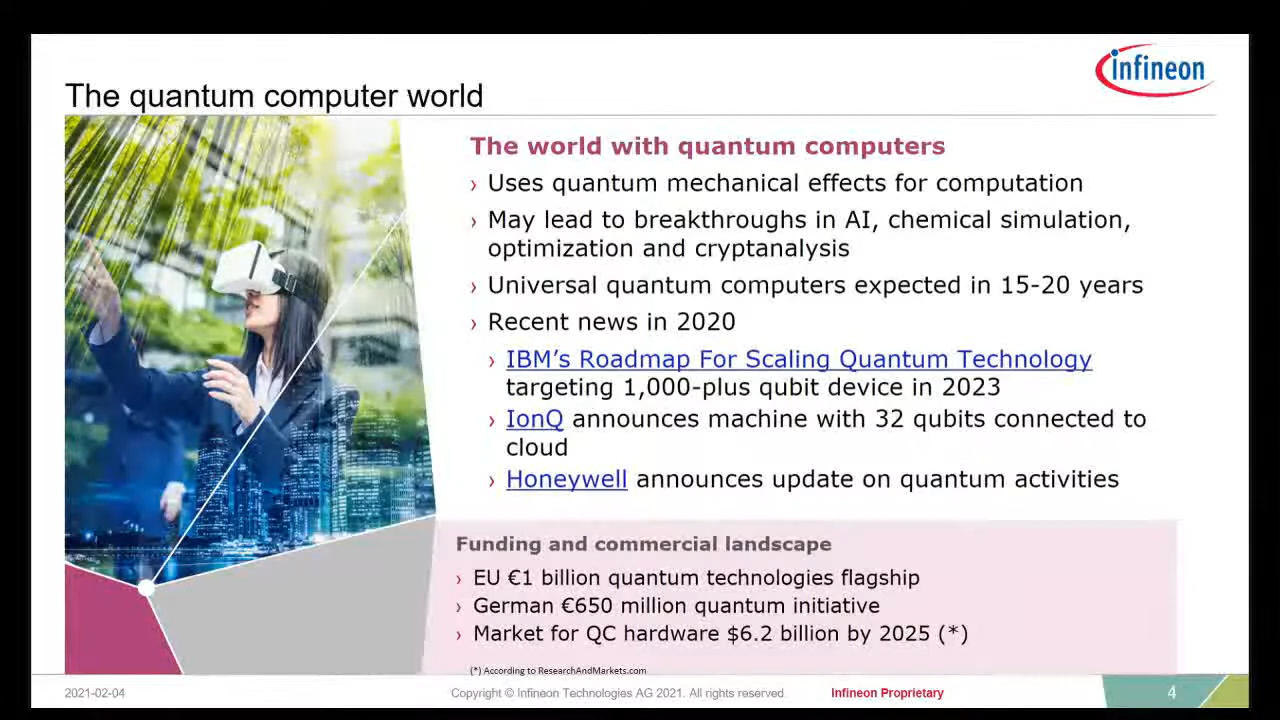 infineon
The quantum computer world
The world with quantum computers
› Uses quantum mechanical effects for computation
› May lead to breakthroughs in AI, chemical simulation,
optimization and cryptanalysis
› Universal quantum computers expected in 15-20 years
› Recent news in 2020
› IBM’s Roadmap For Scaling Quantum Technology
targeting 1,000-plus qubit device in 2023
› IonQ announces machine with 32 qubits connected to
cloud
› Honeywell announces update on quantum activities
Funding and commercial landscape
› EU €1 billion quantum technologies flagship
› German €650 million quantum initiative
› Market for QC hardware $6.2 billion by 2025 (*)
(*) According to ResearchAndMarkets.com
2021-02-04
Copyright © Infineon Technologies AG 2021. All rights reserved.
Infineon Proprietary
4